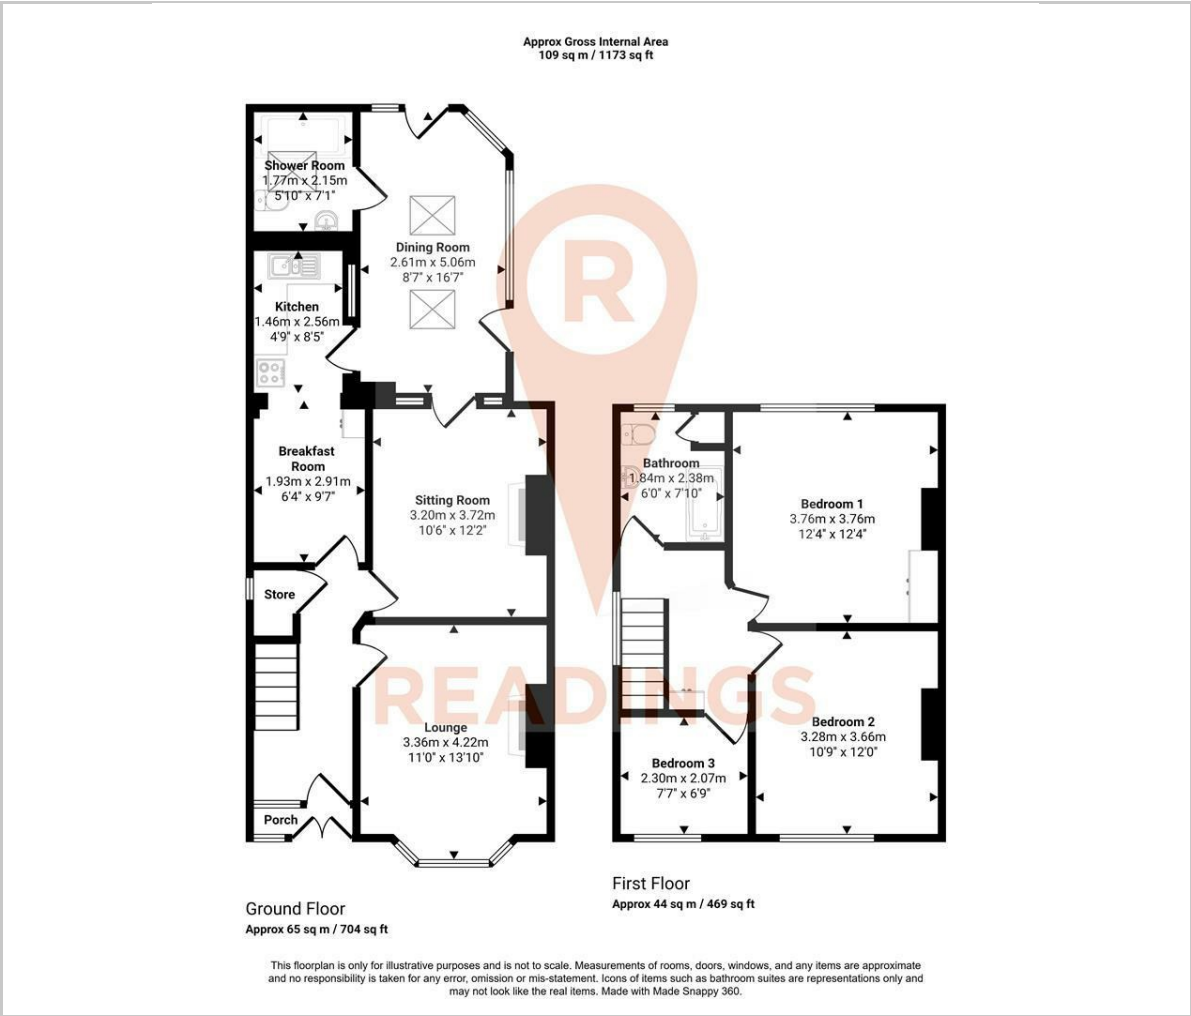 Approx Gross Internal Area
109 sq m / 1173 sq ft
Shower Room
1.77m x 2.15m
5'10" x 7'1"
Dining Room
2.61m x 5.06m
8'7" x 16'7"
Kitchen
1.46m x 2.56m
4'9" x 8'5"
Breakfast
Room
1.93m x 2.91m
6'4" x 9'7"
Sitting Room
3.20m x 3.72m
10'6" x 12'2"
Store
Lounge
3.36m x 4.22m
11'0" x 13'10"
Porch
Bathroom
1.84m x 2.38m
6'0" x 7'10"
Bedroom 1
3.76m x 3.76m
12'4" x 12'4"
Bedroom 2
3.28m x 3.66m
10'9" x 12'0"
Bedroom 3
2.30m x 2.07m
7'7" x 6'9"
R
READINGS
First Floor
Approx 44 sq m / 469 sq ft
Ground Floor
Approx 65 sq m / 704 sq ft
This floorplan is only for illustrative purposes and is not to scale. Measurements of rooms, doors, windows, and any items are approximate
and no responsibility is taken for any error, omission or mis-statement. Icons of items such as bathroom suites are representations only and
may not look like the real items. Made with Made Snappy 360.